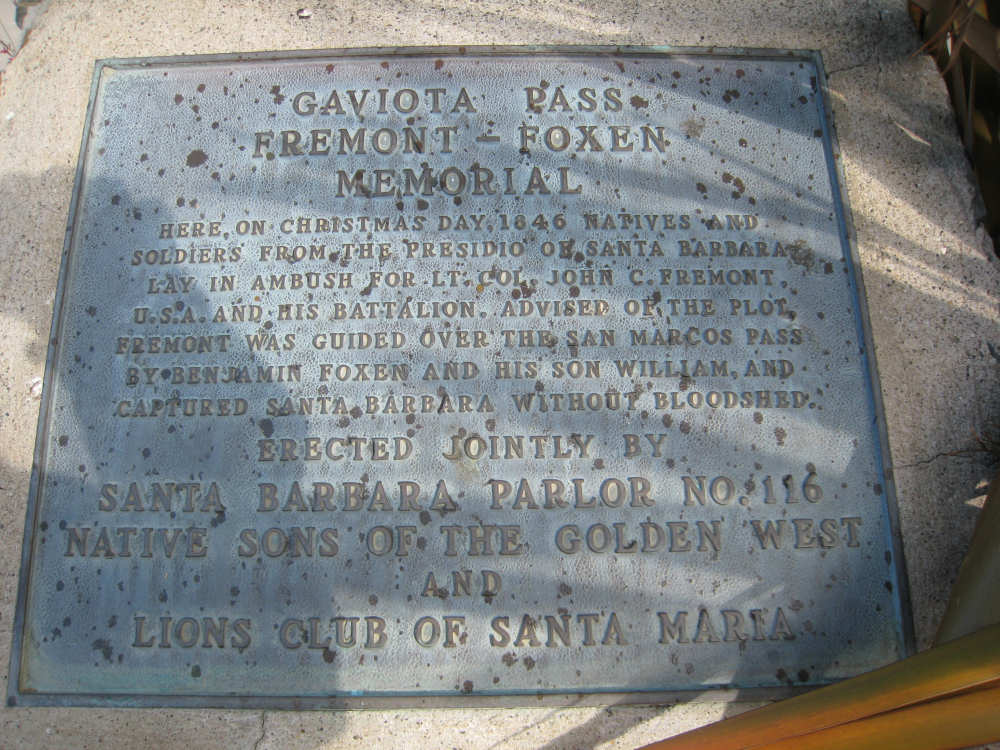 GAVIOTA PASS
FREMONT - FOXEN
MEMORIAL
HERE, ON CHRISTMAS DAY, 1846 NATIVES AND
SOLDIERS FROM THE PRESIDIO OF SANTA BARBARA
LAY IN AMBUSH FOR LT. COL. JOHN C. FREMONT,
U.S.A. AND HIS BATTALION. ADVISED OF THE PLOT,
FREMONT WAS GUIDED OVER THE SAN MARCOS PASS
BY BENJAMIN FOXEN AND HIS SON WILLIAM, AND
CAPTURED SANTA BARBARA WITHOUT BLOODSHED.
ERECTED JOINTLY BY
SANTA BARBARA PARLOR NO. 116
NATIVE SONS OF THE GOLDEN WEST
AND
LIONS CLUB OF SANTA MARIA